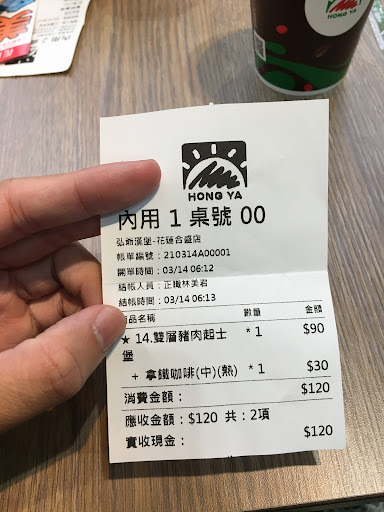 HONG YA
HONG YA
內用 1 桌號 00
弘爺漢堡-花蓮合盛店
帳單編號：210314A00001
開單時間：03/14 06:12
結帳人員：正職林美君
結帳時間：03/14 06:13
商品名稱 數量 金額
★ 14.雙層豬肉起士 * 1 $90
堡
+ 拿鐵咖啡(中)(熱) * 1 $30
消費金額： $120
應收金額：$120 共：2項
實收現金： $120